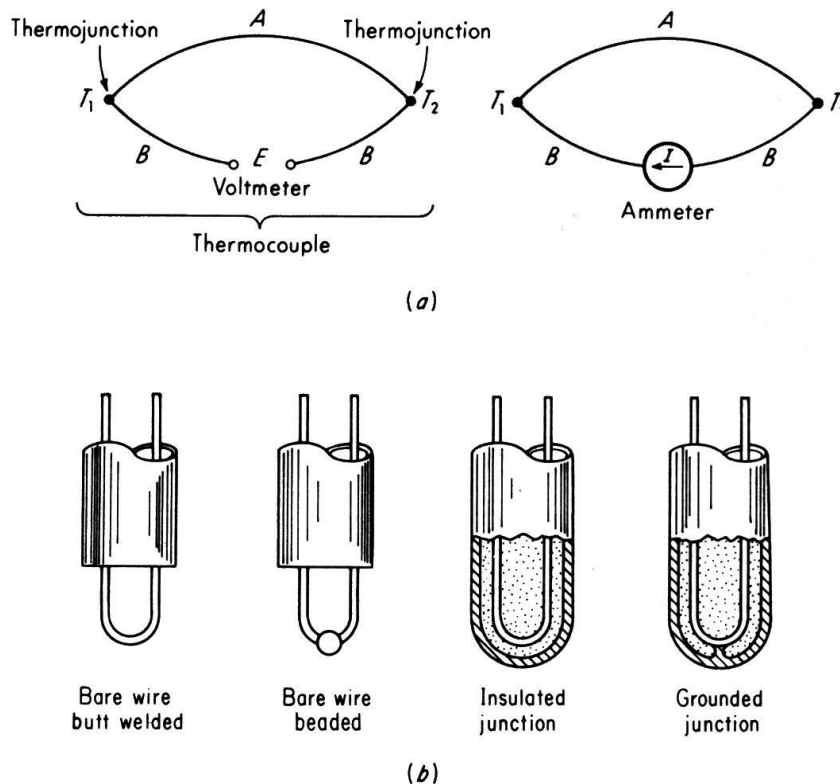 A
Thermojunction
Thermojunction
T1
T2
B
E
B
Voltmeter
Thermocouple
A
T1
T
B
I
B
Ammeter
(a)
Bare wire
butt welded
Bare wire
beaded
Insulated
junction
Grounded
junction
(b)